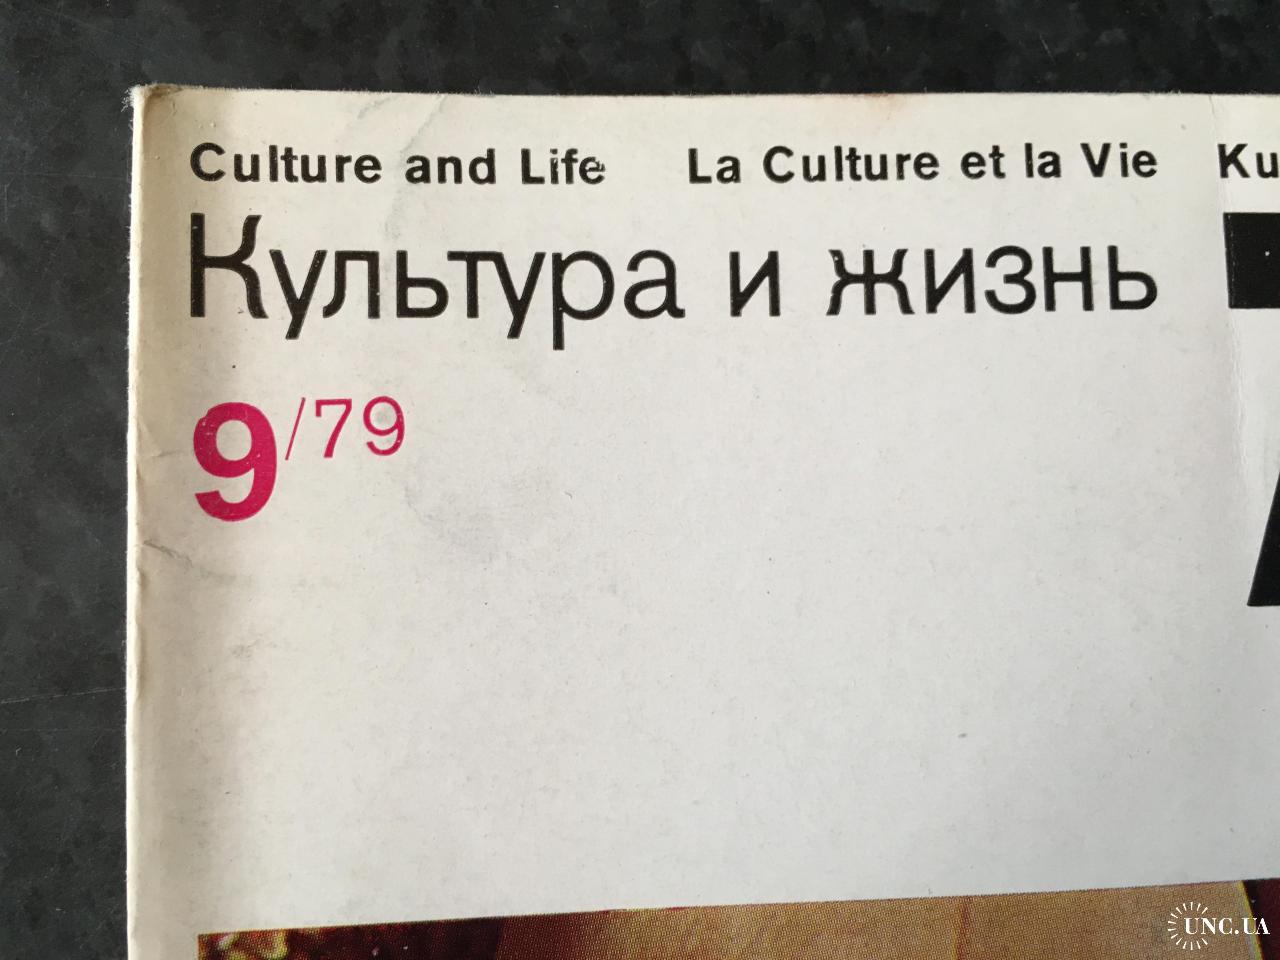 Culture and Life La Culture et la Vie
Культура и жизнь
9/79
UNC.UA